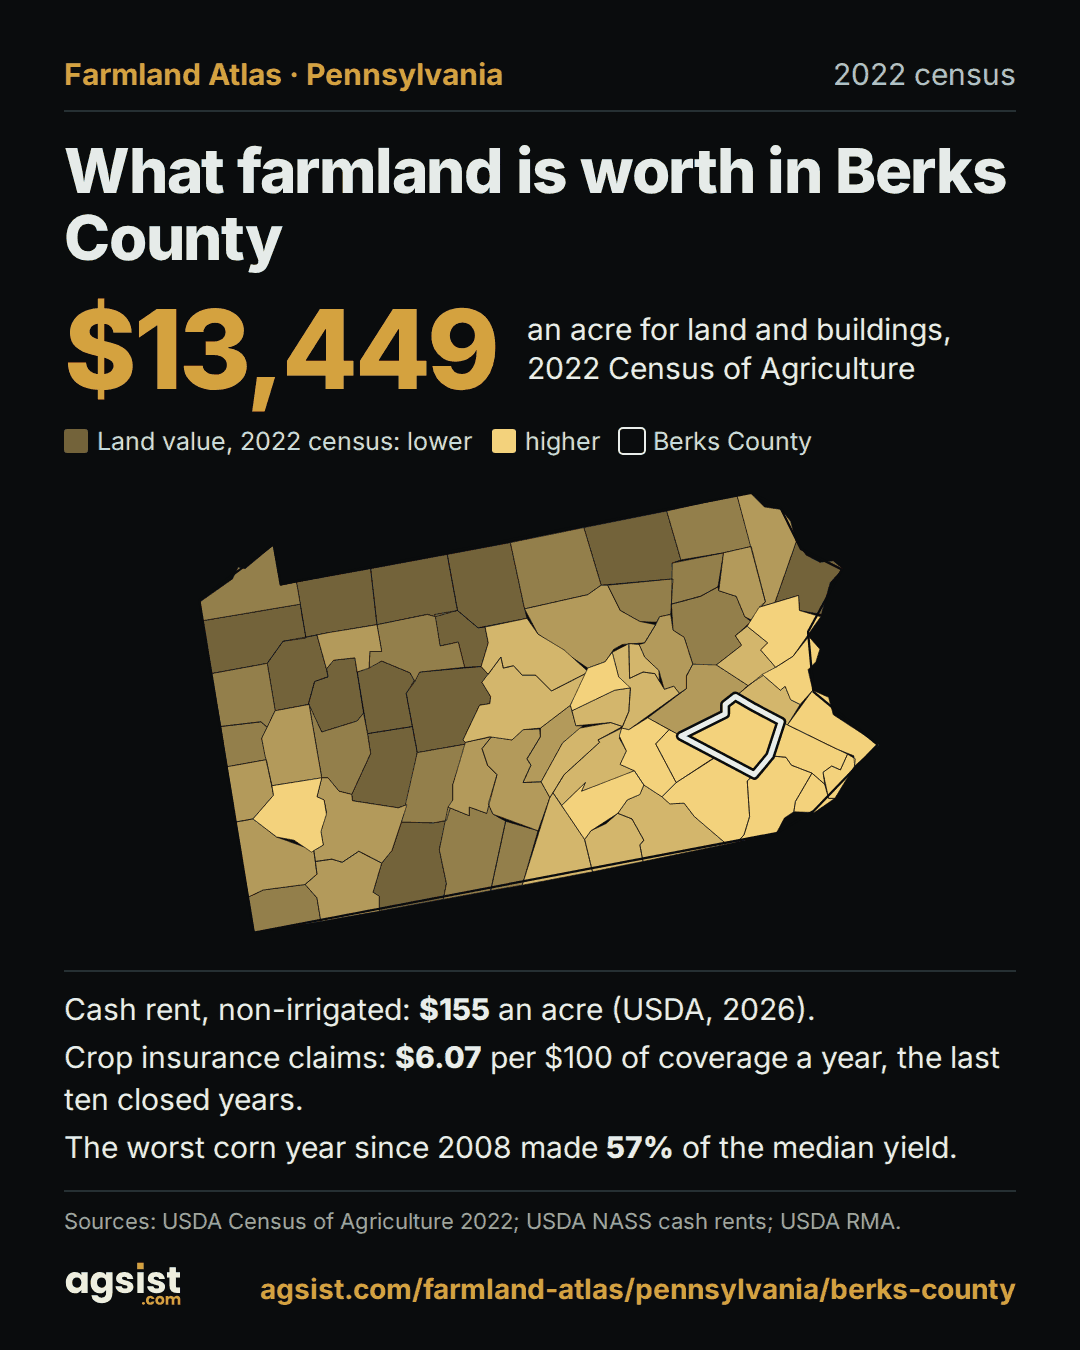 Farmland Atlas · Pennsylvania
2022 census
What farmland is worth in Berks
County
$13,449
an acre for land and buildings,
2022 Census of Agriculture
Land value, 2022 census: lower
higher
Berks County
Cash rent, non-irrigated: $155 an acre (USDA, 2026).
Crop insurance claims: $6.07 per $100 of coverage a year, the last
ten closed years.
The worst corn year since 2008 made 57% of the median yield.
Sources: USDA Census of Agriculture 2022; USDA NASS cash rents; USDA RMA.
agsist
.com
agsist.com/farmland-atlas/pennsylvania/berks-county